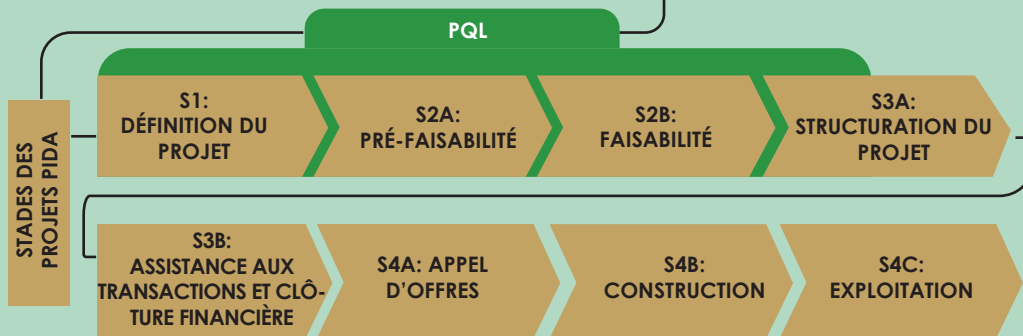 PQL
STADES DES
PROJETS PIDA
S1:
DÉFINITION DU
PROJET
S2A:
PRÉ-FAISABILITÉ
S2B:
FAISABILITÉ
S3A:
STRUCTURATION DU
PROJET
S3B:
ASSISTANCE AUX
TRANSACTIONS ET CLÔ-
TURE FINANCIÈRE
S4A: APPEL
D’OFFRES
S4B:
CONSTRUCTION
S4C:
EXPLOITATION